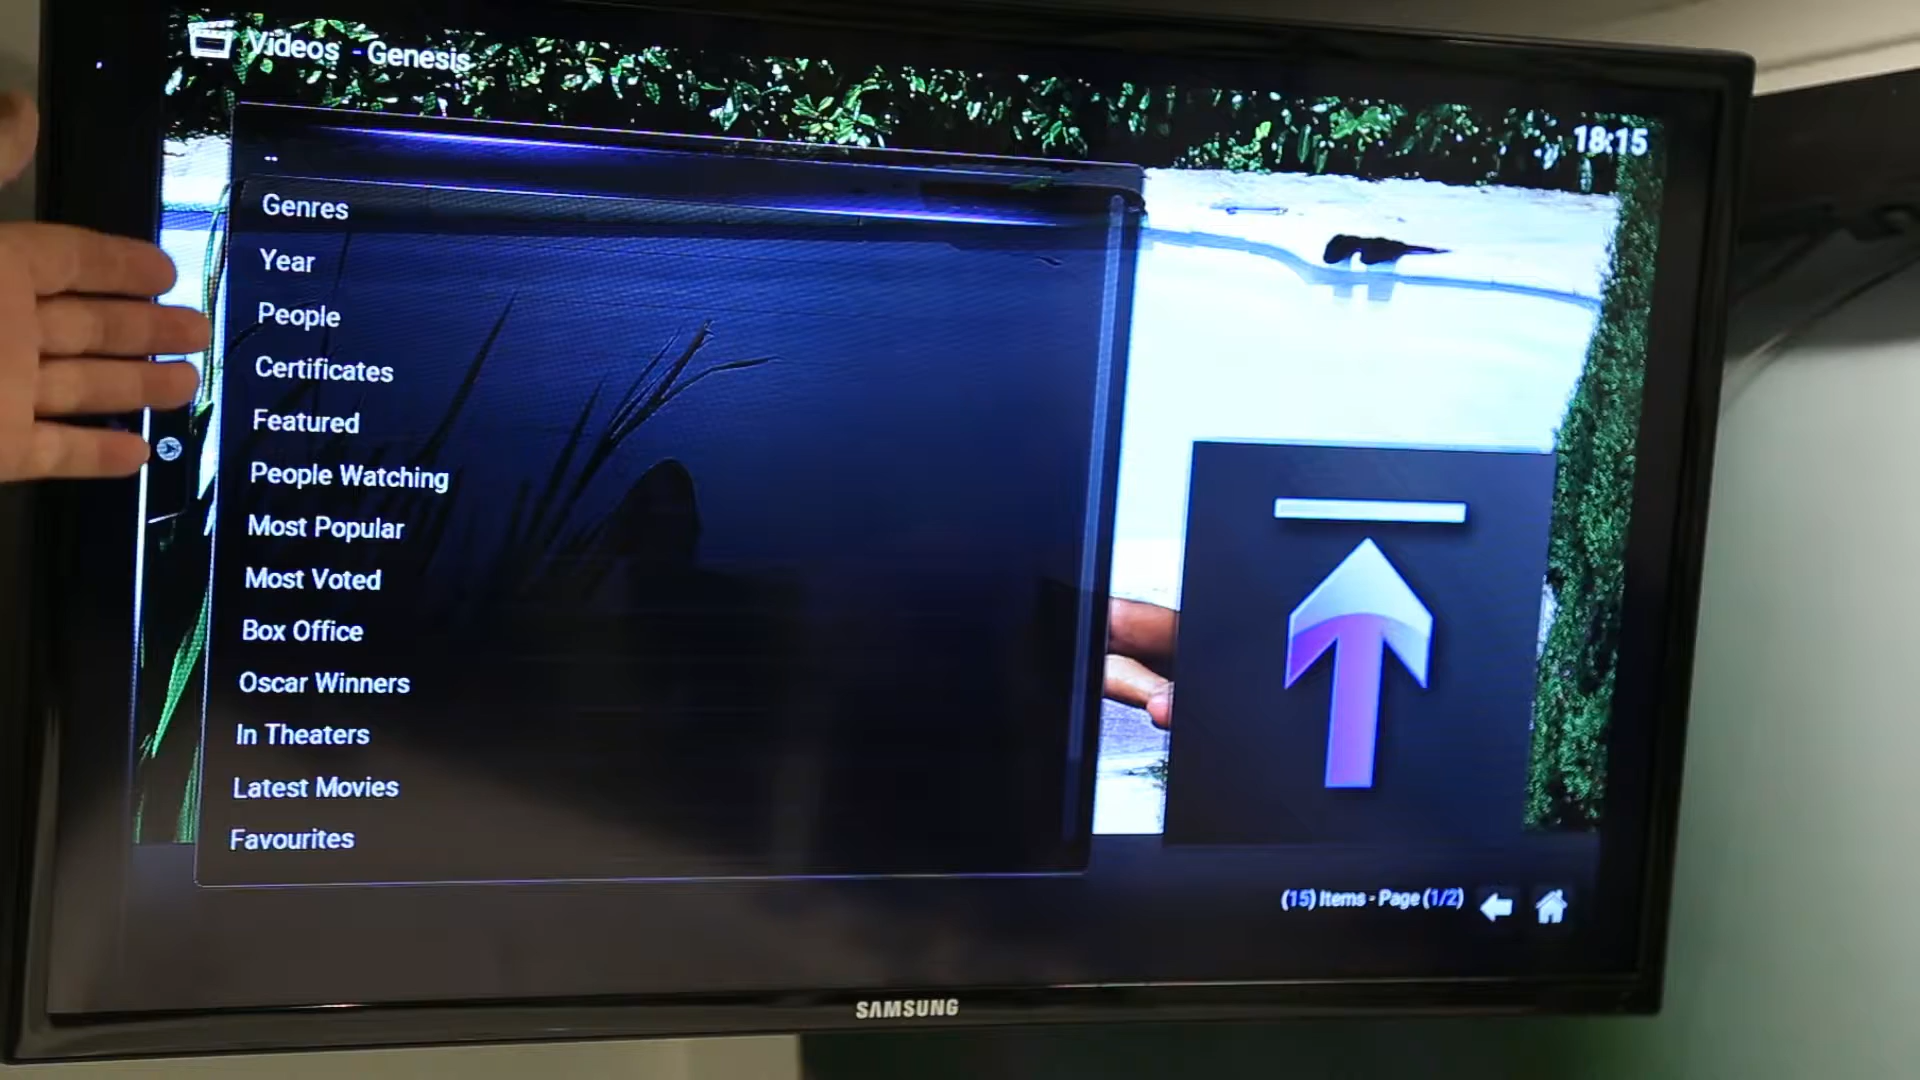 Videos - Genesis
18:15
..
Genres
Year
People
Certificates
Featured
People Watching
Most Popular
Most Voted
Box Office
Oscar Winners
In Theaters
Latest Movies
Favourites
(15) Items - Page (1/2)
SAMSUNG